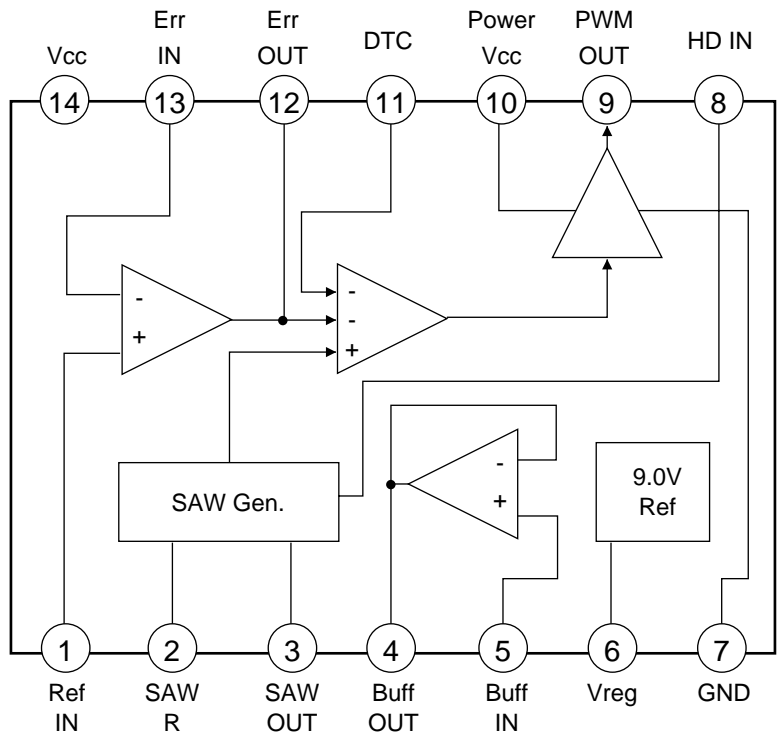 Err Err Power PWM
Vcc IN OUT DTC Vcc OUT HD IN
14 13 12 11 10 9 8
-
+
-
-
+
SAW Gen.
-
+
9.0V
Ref
1 2 3 4 5 6 7
Ref SAW SAW Buff Buff Vreg GND
IN R OUT OUT IN